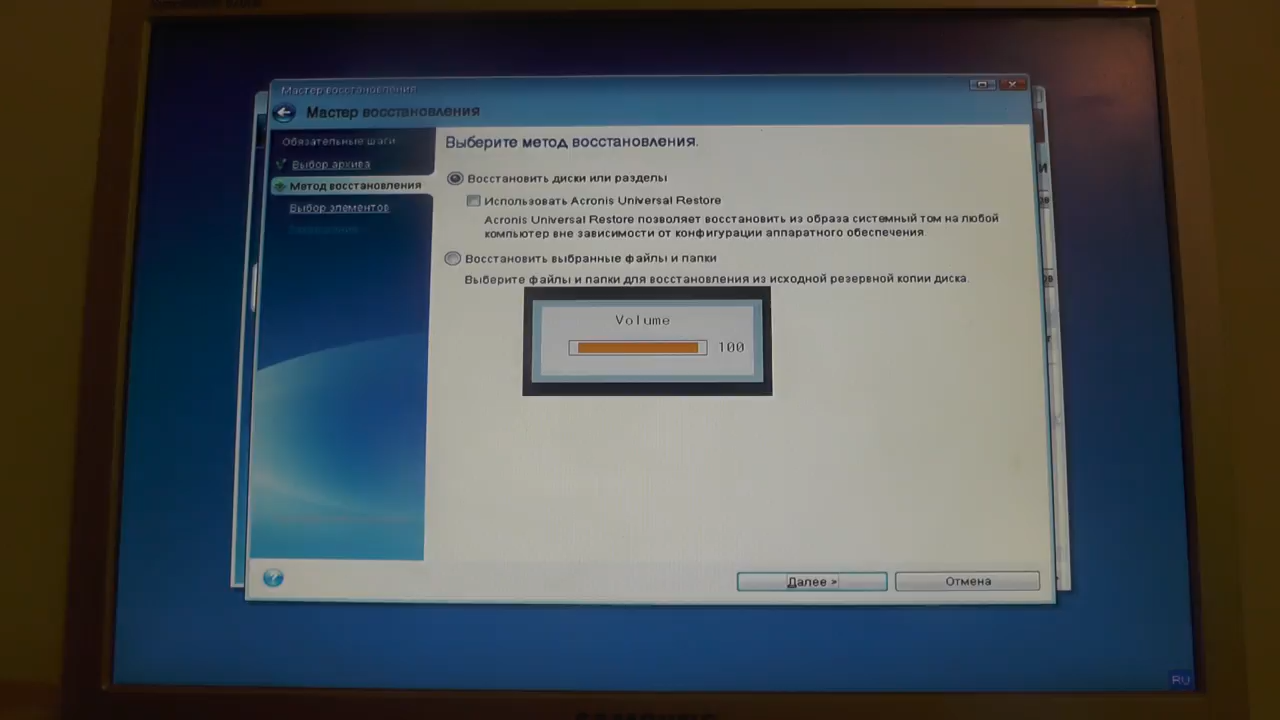 Мастер восстановления
Мастер восстановления
Обязательные шаги
Выбор архива
Метод восстановления
Выбор элементов
Выберите метод восстановления.
Восстановить диски или разделы
Использовать Acronis Universal Restore
Acronis Universal Restore позволяет восстановить из образа системный том на любой
компьютер вне зависимости от конфигурации аппаратного обеспечения.
Восстановить выбранные файлы и папки
Выберите файлы и папки для восстановления из исходной резервной копии диска.
Volume
100
?
Далее >
Отмена
RU